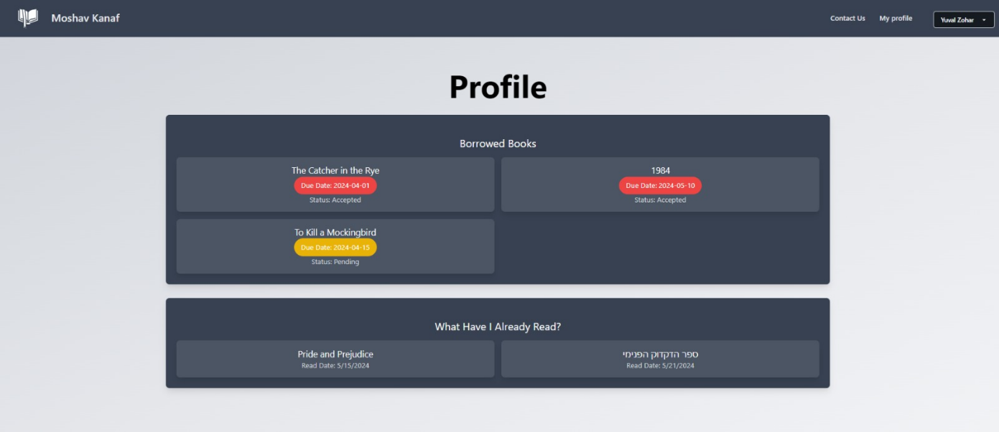 Moshav Kanaf
Contact Us
My profile
Yuval Zohar
Profile
Borrowed Books
The Catcher in the Rye
Due Date: 2024-04-01
Status: Accepted
1984
Due Date: 2024-05-10
Status: Accepted
To Kill a Mockingbird
Due Date: 2024-04-15
Status: Pending
What Have I Already Read?
Pride and Prejudice
Read Date: 5/15/2024
ספר הדקדוק הפנימי
Read Date: 5/21/2024